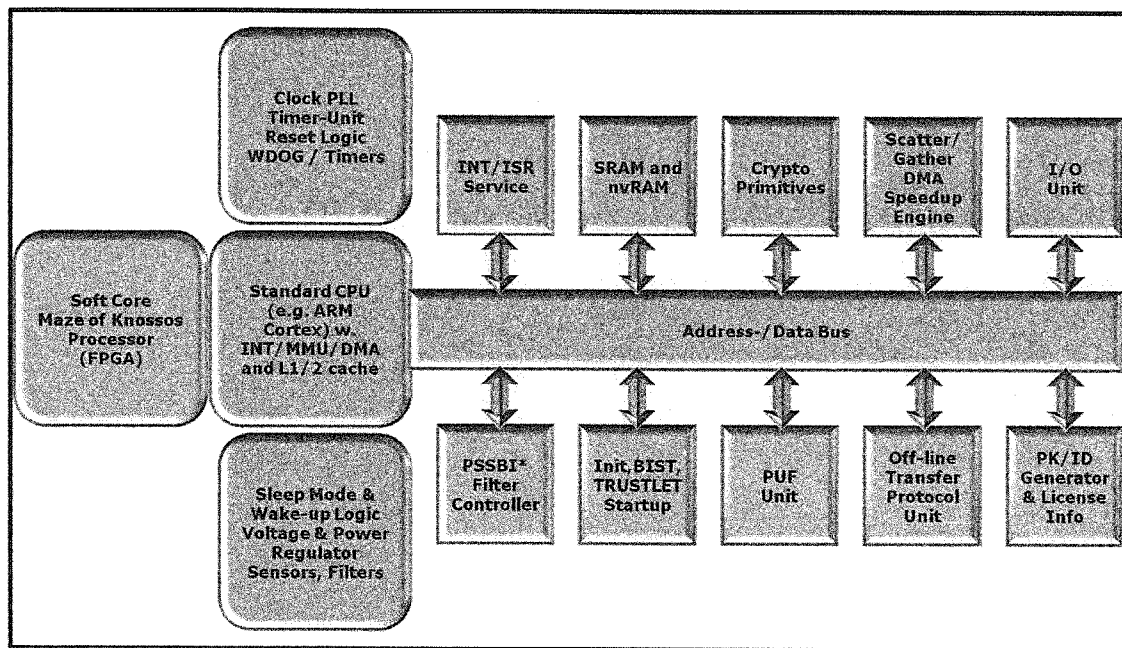 Clock PLL
Timer-Unit
Reset Logic
WDOG / Timers
INT/ISR
Service
SRAM and
nvRAM
Crypto
Primitives
Scatter/
Gather
DMA
Speedup
Engine
I/O
Unit
Soft Core
Maze of Knossos
Processor
(FPGA)
Standard CPU
(e.g. ARM
Cortex) w.
INT/MMU/DMA
and L1/2 cache
Address-/Data Bus
Sleep Mode &
Wake-up Logic
Voltage & Power
Regulator
Sensors, Filters
PSSBI*
Filter
Controller
Init,BIST,
TRUSTLET
Startup
PUF
Unit
Off-line
Transfer
Protocol
Unit
PK/ID
Generator
& License
Info